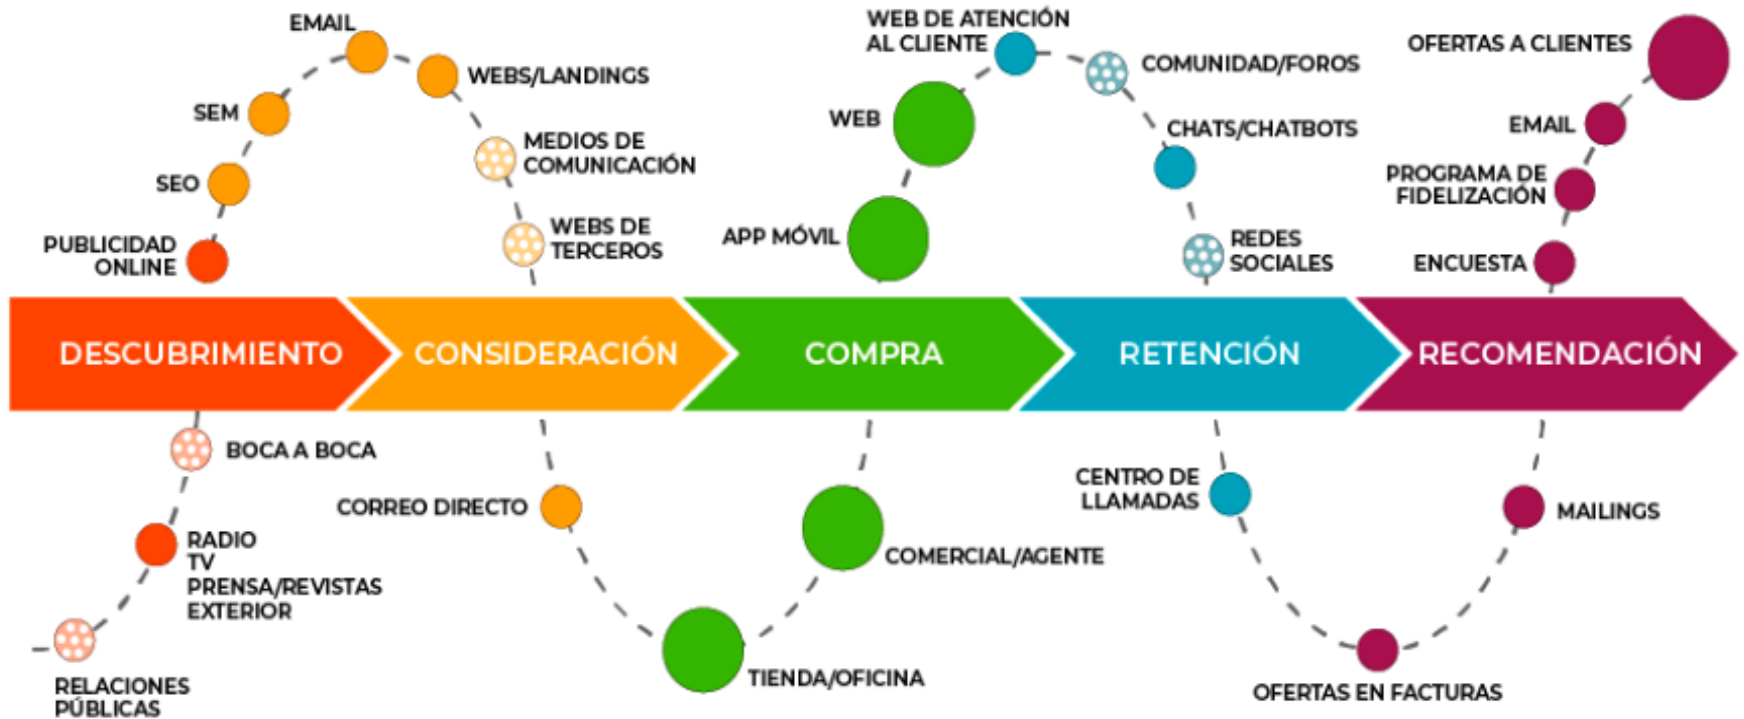 EMAIL
WEBS/LANDINGS
SEM
MEDIOS DE
COMUNICACIÓN
SEO
WEBS DE
TERCEROS
PUBLICIDAD
ONLINE
WEB DE ATENCIÓN
AL CLIENTE
COMUNIDAD/FOROS
WEB
CHATS/CHATBOTS
APP MÓVIL
REDES
SOCIALES
OFERTAS A CLIENTES
EMAIL
PROGRAMA DE
FIDELIZACIÓN
ENCUESTA
DESCUBRIMIENTO
CONSIDERACIÓN
COMPRA
RETENCIÓN
RECOMENDACIÓN
BOCA A BOCA
RADIO
TV
PRENSA/REVISTAS
EXTERIOR
RELACIONES
PÚBLICAS
CORREO DIRECTO
COMERCIAL/AGENTE
TIENDA/OFICINA
CENTRO DE
LLAMADAS
MAILINGS
OFERTAS EN FACTURAS